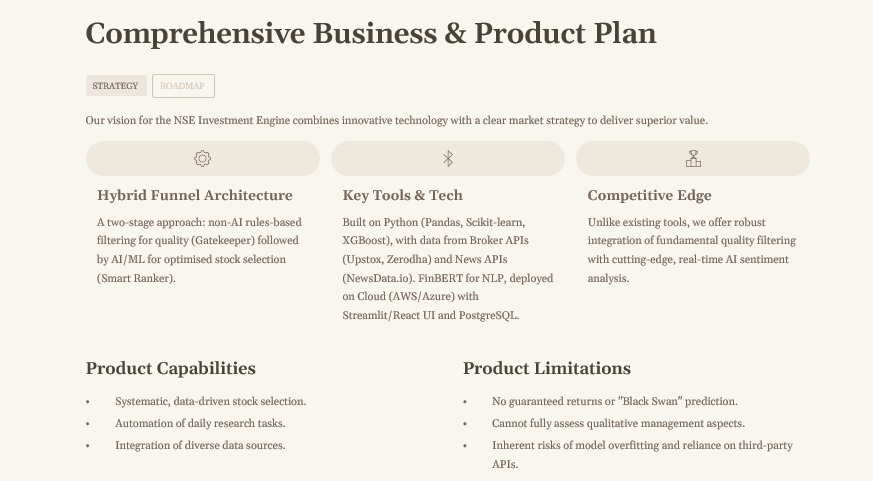 Comprehensive Business & Product Plan
STRATEGY
ROADMAP
Our vision for the NSE Investment Engine combines innovative technology with a clear market strategy to deliver superior value.
Hybrid Funnel Architecture
A two-stage approach: non-AI rules-based
filtering for quality (Gatekeeper) followed
by AI/ML for optimised stock selection
(Smart Ranker).
Key Tools & Tech
Built on Python (Pandas, Scikit-learn,
XGBoost), with data from Broker APIs
(Upstox, Zerodha) and News APIs
(NewsData.io). FinBERT for NLP, deployed
on Cloud (AWS/Azure) with
Streamlit/React UI and PostgreSQL.
Competitive Edge
Unlike existing tools, we offer robust
integration of fundamental quality filtering
with cutting-edge, real-time AI sentiment
analysis.
Product Capabilities
• Systematic, data-driven stock selection.
• Automation of daily research tasks.
• Integration of diverse data sources.
Product Limitations
• No guaranteed returns or "Black Swan" prediction.
• Cannot fully assess qualitative management aspects.
• Inherent risks of model overfitting and reliance on third-party
APIs.